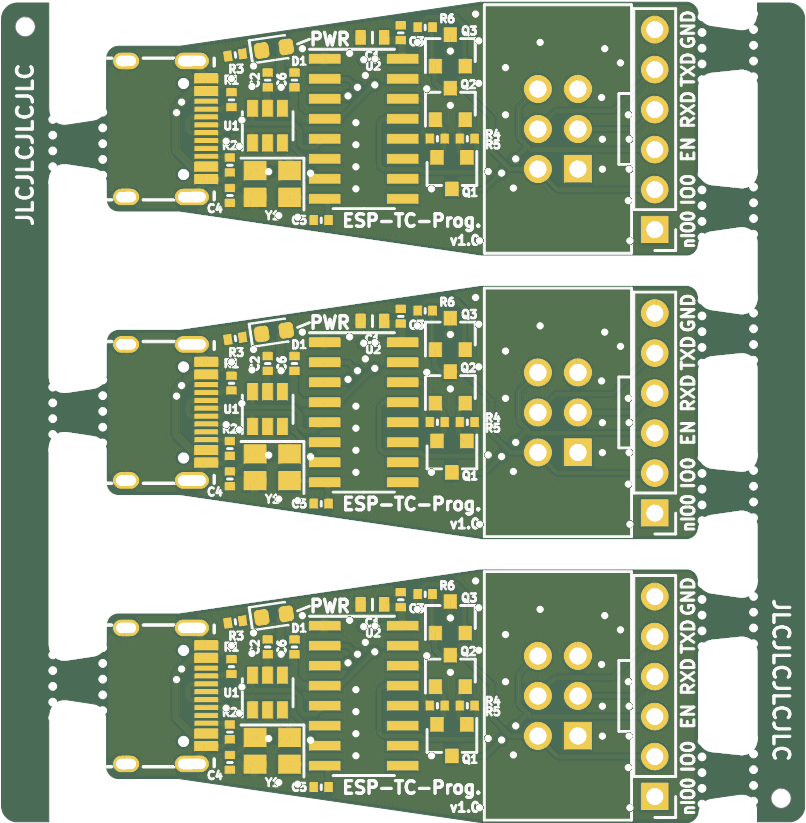 JLCJLCJLCJLC
R6
PWR
Q3
C3
C1
D1
U2
R3
R1
C2
C6
Q2
U1
R4
R5
R2
Q1
C4
Y1
C5
ESP-TC-Prog.
v1.0
GND
TXD
RXD
EN
IO0
nIO0
R6
PWR
Q3
C3
C1
D1
U2
R3
R1
C2
C6
Q2
U1
R4
R5
R2
Q1
C4
Y1
C5
ESP-TC-Prog.
v1.0
GND
TXD
RXD
EN
IO0
nIO0
R6
PWR
Q3
C3
C1
D1
U2
R3
R1
C2
C6
Q2
U1
R4
R5
R2
Q1
C4
Y1
C5
ESP-TC-Prog.
v1.0
GND
TXD
RXD
EN
IO0
nIO0
JLCJLCJLCJLC